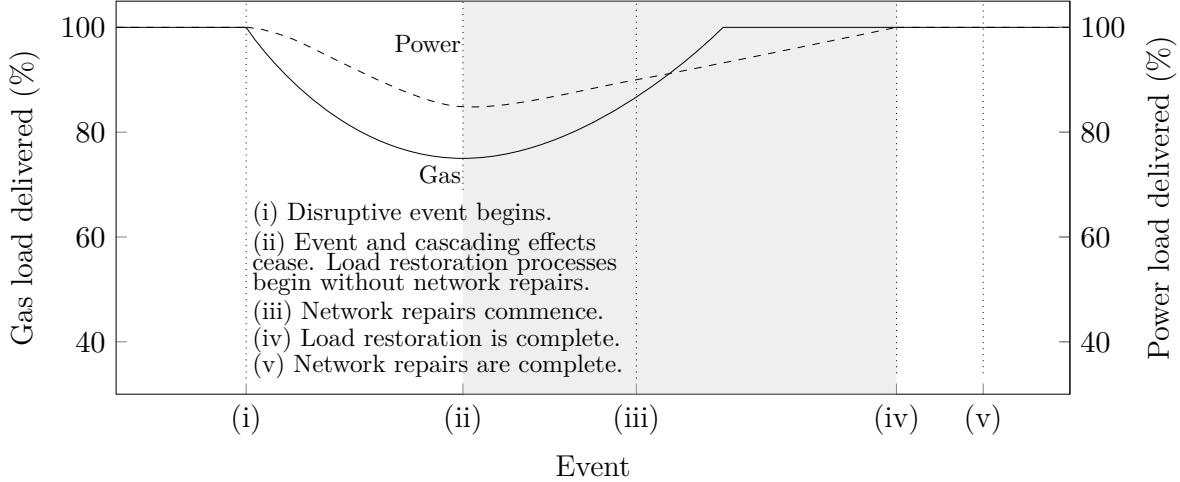 100
80
60
40
Gas load delivered (%)
Power
Gas
(i) Disruptive event begins.
(ii) Event and cascading effects
cease. Load restoration processes
begin without network repairs.
(iii) Network repairs commence.
(iv) Load restoration is complete.
(v) Network repairs are complete.
100
80
60
40
Power load delivered (%)
(i) (ii) (iii) (iv) (v)
Event